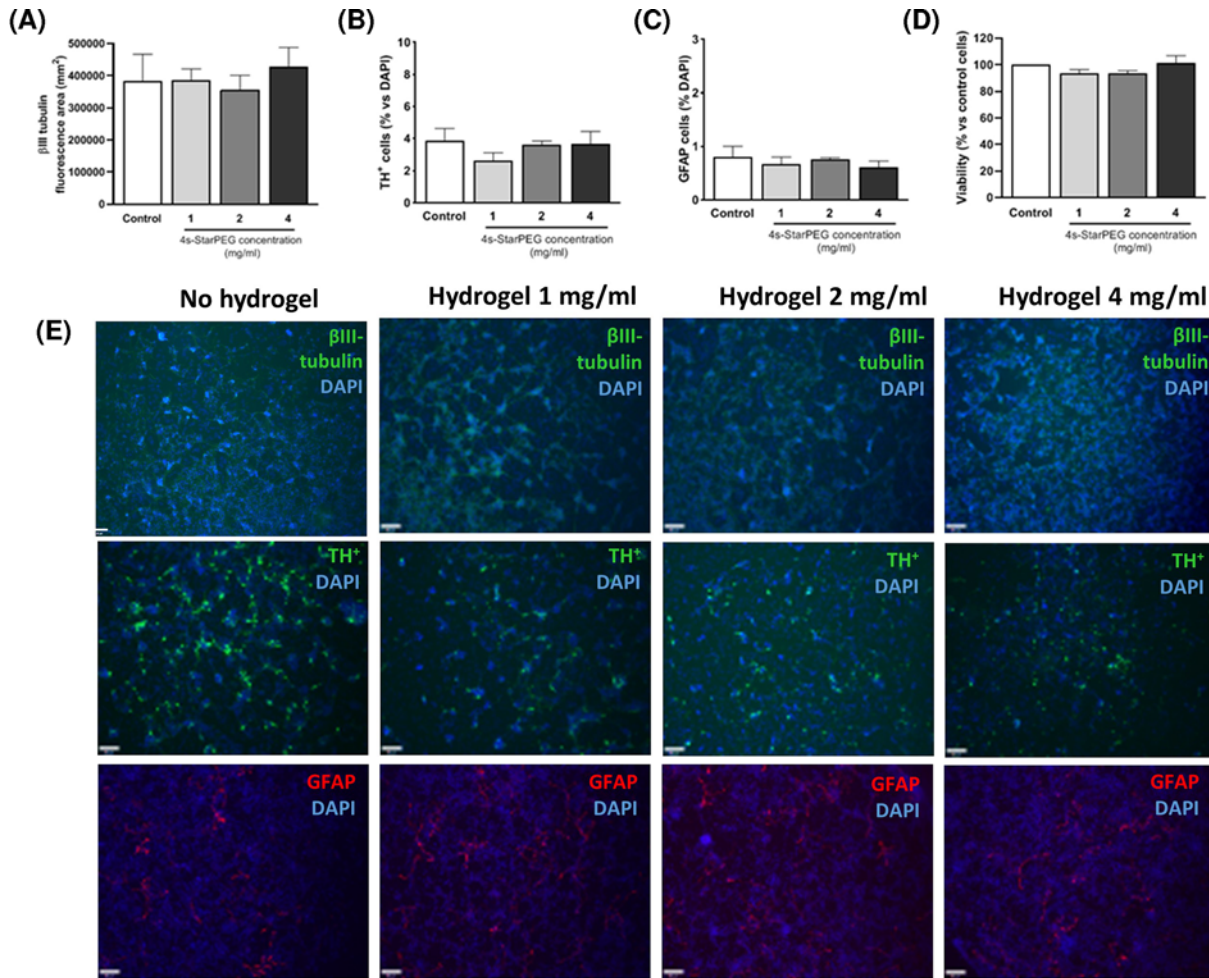 (A)
βIII tubulin
fluorescence area (mm²)
500000
400000
300000
200000
100000
0
Control
1
2
4
4s-StarPEG concentration
(mg/ml)
(B)
TH⁺ cells (% vs DAPI)
10
8
6
4
2
0
Control
1
2
4
4s-StarPEG concentration
(mg/ml)
(C)
GFAP cells (% DAPI)
3
2
1
0
Control
1
2
4
4s-StarPEG concentration
(mg/ml)
(D)
Viability (% vs control cells)
120
100
80
60
40
20
0
Control
1
2
4
4s-StarPEG concentration
(mg/ml)
(E)
No hydrogel
Hydrogel 1 mg/ml
Hydrogel 2 mg/ml
Hydrogel 4 mg/ml
βIII-
tubulin
DAPI
βIII-
tubulin
DAPI
βIII-
tubulin
DAPI
βIII-
tubulin
DAPI
TH⁺
DAPI
TH⁺
DAPI
TH⁺
DAPI
TH⁺
DAPI
GFAP
DAPI
GFAP
DAPI
GFAP
DAPI
GFAP
DAPI